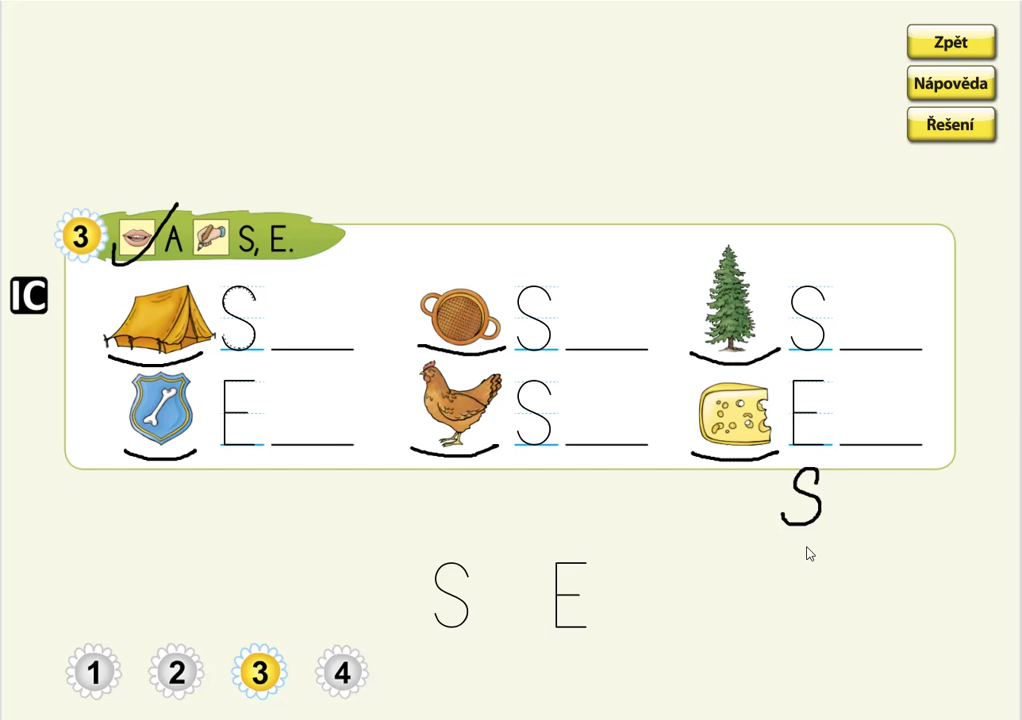 Zpět
Nápověda
Řešení
3 A S, E.
IC
S S S
E S E
S
S E
1 2 3 4